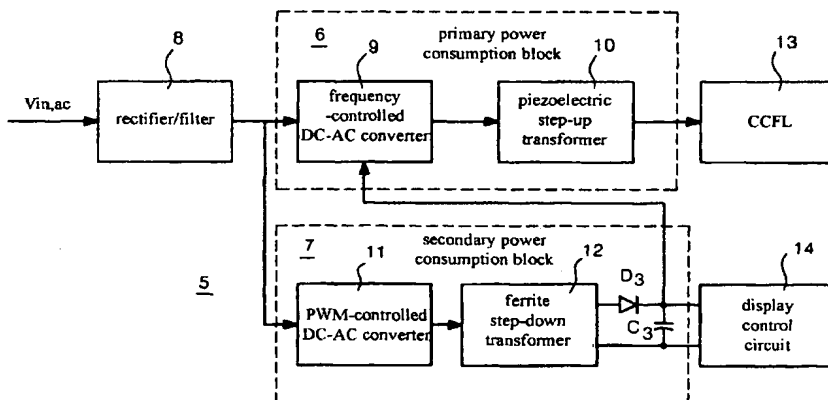 8
6
primary power
consumption block
9
10
13
Vin,ac
rectifier/filter
frequency
-controlled
DC-AC converter
piezoelectric
step-up
transformer
CCFL
7
secondary power
consumption block
5
11
12
D3
14
PWM-controlled
DC-AC converter
ferrite
step-down
transformer
C3
display
control
circuit